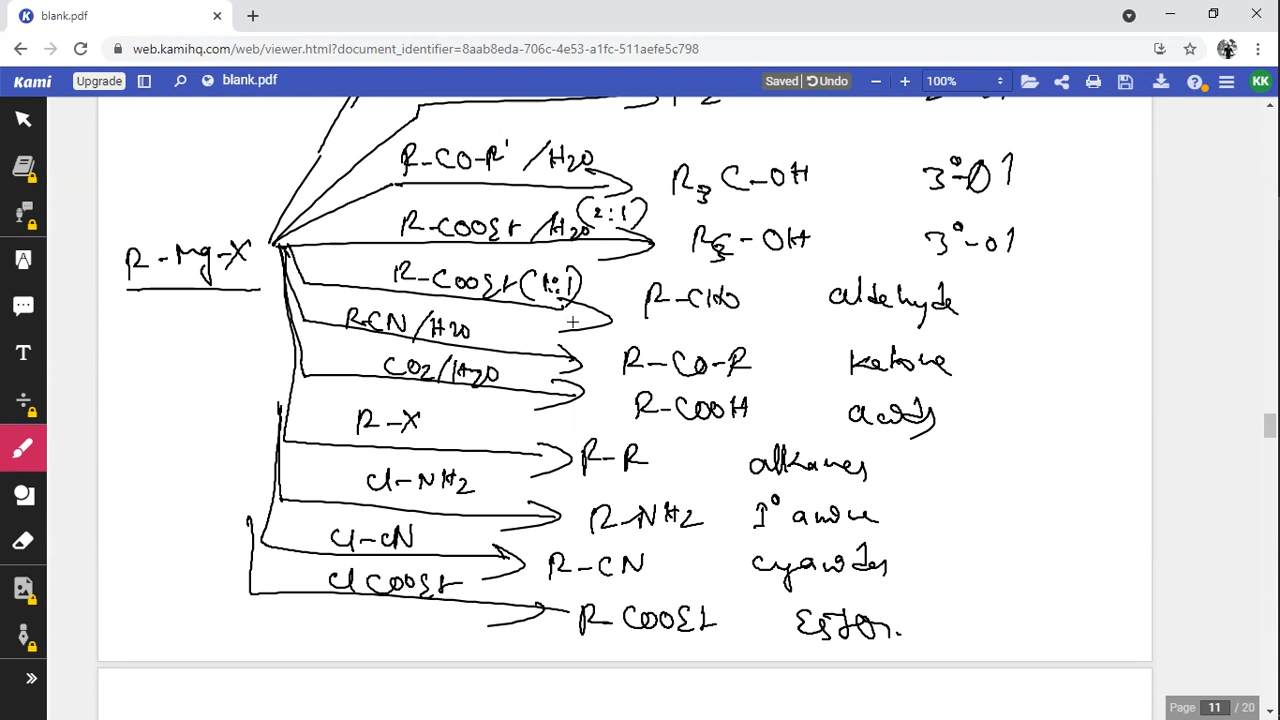 blank.pdf
web.kamihq.com/web/viewer.html?document_identifier=8aab8eda-706c-4e53-a1fc-511aefe5c798
Kami Upgrade blank.pdf Saved Undo 100% KK
R-CO-R' /H2O R3 C-OH 3°-Ol
R-COOEt /H2O (2:1) R3C-OH 3°-ol
R-Mg-X
R-COOEt (1:1) R-CHO aldehyde
R-CN/H2O R-CO-R ketone
CO2/H2O R-COOH acids
R-X R-R alkanes
Cl-NH2 R-NH2 1° amine
Cl-CN R-CN cyanides
Cl COOEt R-COOEt Ester.
Page 11 / 20